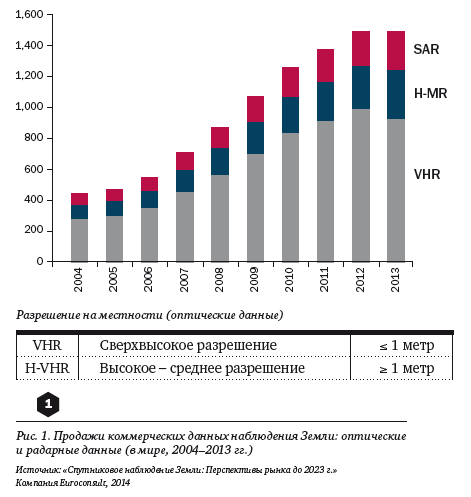 1,600
1,400
1,200
1,000
800
600
400
200
0
SAR
H-MR
VHR
2004
2005
2006
2007
2008
2009
2010
2011
2012
2013
Разрешение на местности (оптические данные)
VHR Сверхвысокое разрешение ≤ 1 метр
H-VHR Высокое – среднее разрешение ≥ 1 метр
1
Рис. 1. Продажи коммерческих данных наблюдения Земли: оптические
и радарные данные (в мире, 2004–2013 гг.)
Источник: «Спутниковое наблюдение Земли: Перспективы рынка до 2023 г.»
Компания Euroconsult, 2014